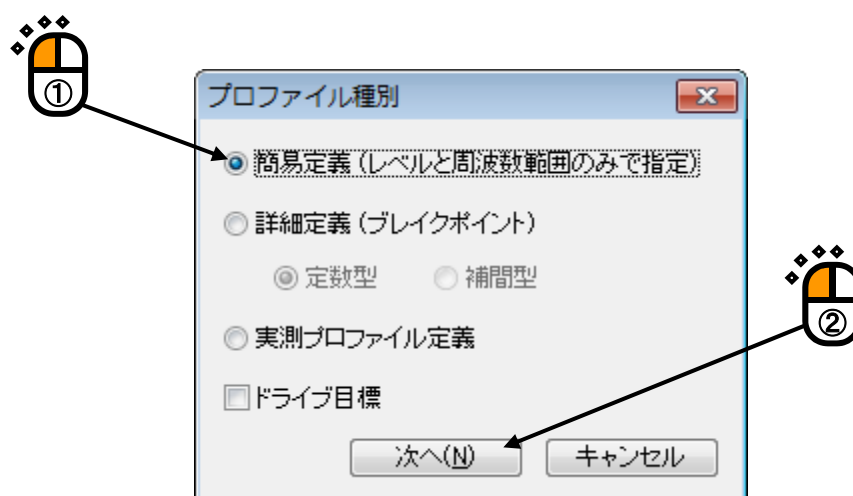 ①
プロファイル種別
簡易定義(レベルと周波数範囲のみで指定)
詳細定義(ブレイクポイント)
定数型 補間型
②
実測プロファイル定義
ドライブ目標
次へ(N) キャンセル